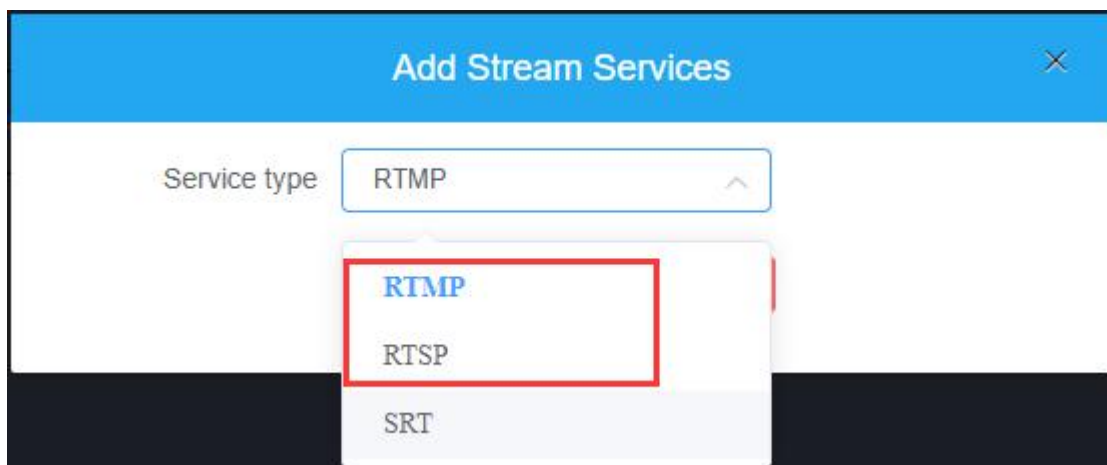 Add Stream Services
Service type RTMP
RTMP
RTSP
SRT